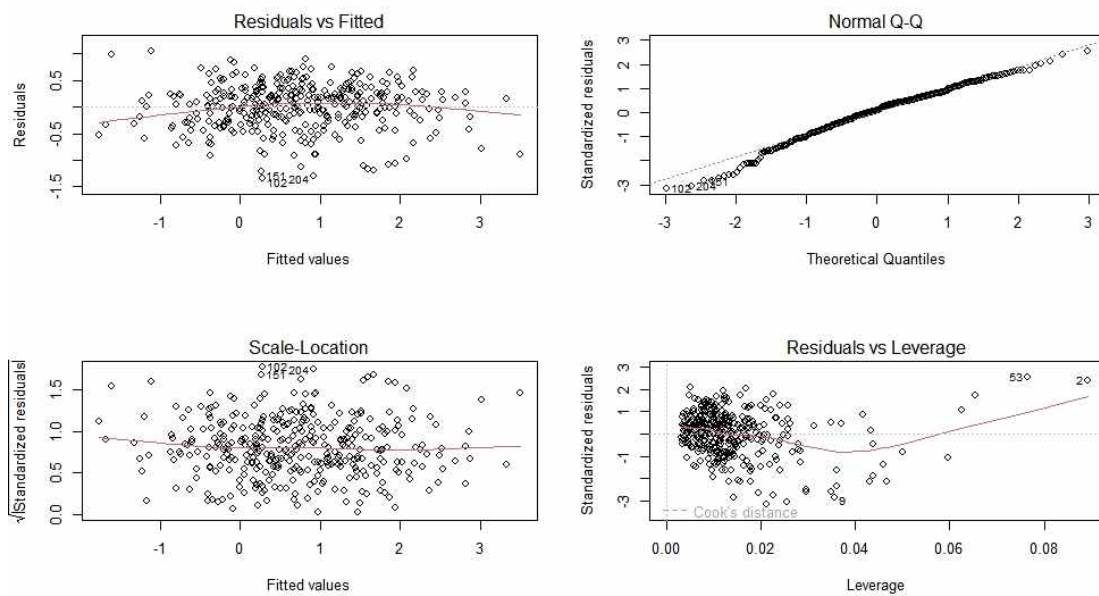 Residuals vs Fitted
Residuals
0.5
-0.5
-1.5
151
102 204
-1 0 1 2 3
Fitted values
Normal Q-Q
Standardized residuals
3
2
1
0
-1
-3
102 204 151
-3 -2 -1 0 1 2 3
Theoretical Quantiles
Scale-Location
√|Standardized residuals|
1.5
1.0
0.5
0.0
102
151 204
-1 0 1 2 3
Fitted values
Residuals vs Leverage
Standardized residuals
3
2
1
0
-1
-3
53 2
9
Cook's distance
0.00 0.02 0.04 0.06 0.08
Leverage